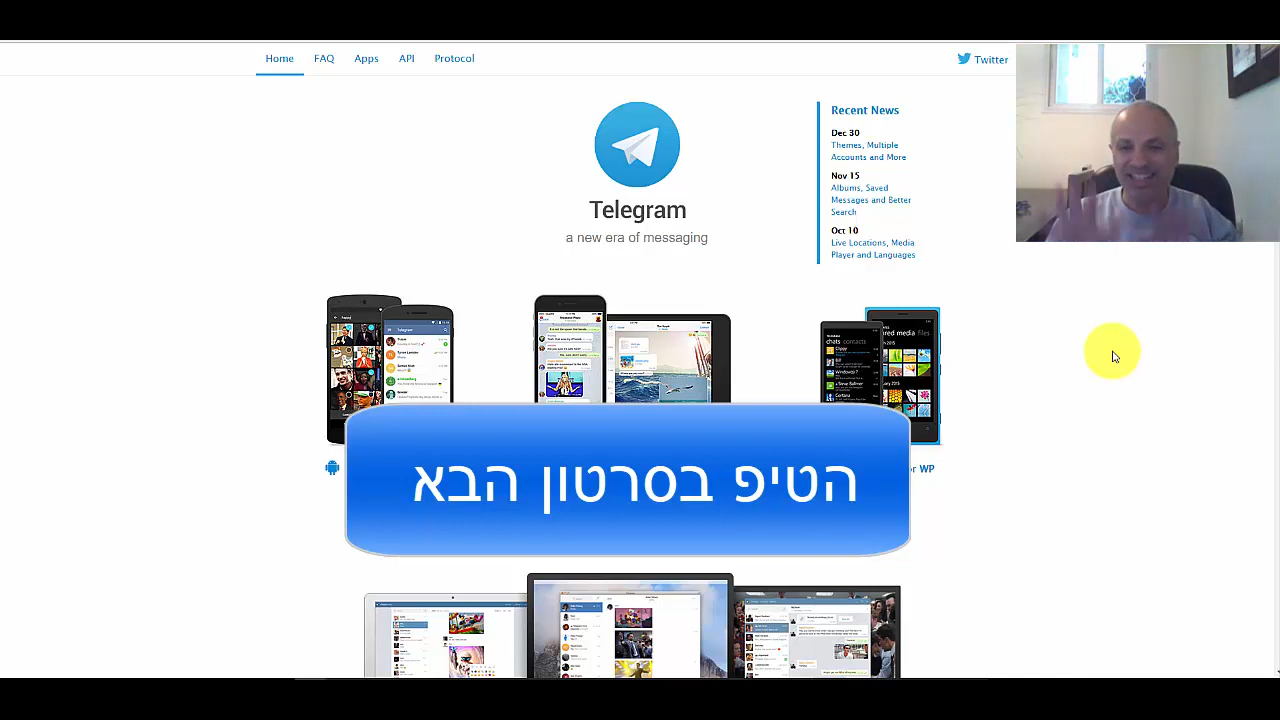 Home FAQ Apps API Protocol
Twitter
Telegram
a new era of messaging
Recent News
Dec 30
Themes, Multiple
Accounts and More
Nov 15
Albums, Saved
Messages and Better
Search
Oct 10
Live Locations, Media
Player and Languages
WP
הטיפ בסרטון הבא